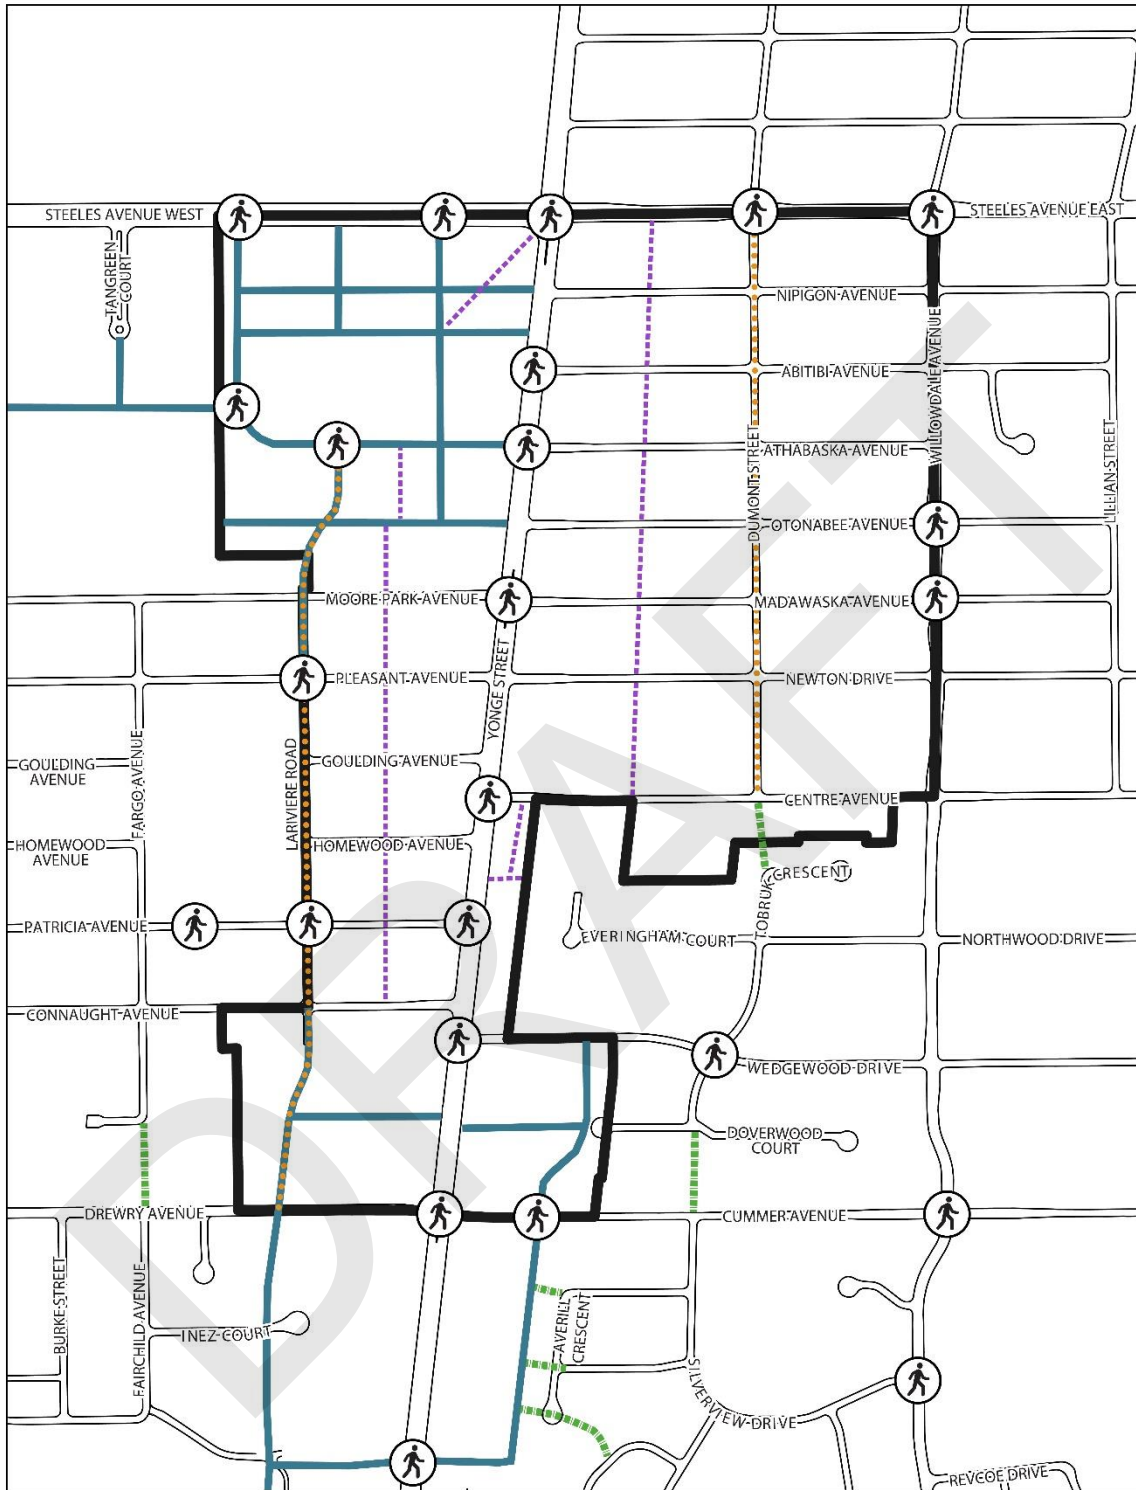 STEELES AVENUE WEST
STEELES AVENUE EAST
TANGREEN
COURT
NIPIGON AVENUE
WILLOWDALE AVENUE
ABITIBI AVENUE
DUMONT STREET
ATHABASKA AVENUE
LILLIAN STREET
OTONABEE AVENUE
MOORE PARK AVENUE
MADAWASKA AVENUE
YONGE STREET
PLEASANT AVENUE
NEWTON DRIVE
FARGO AVENUE
LARIVIERE ROAD
GOULDING
AVENUE
GOULDING AVENUE
CENTRE AVENUE
HOMEWOOD
AVENUE
HOMEWOOD AVENUE
TOBRUK
CRESCENT
PATRICIA AVENUE
EVERINGHAM COURT
NORTHWOOD DRIVE
CONNAUGHT AVENUE
WEDGEWOOD DRIVE
DOVERWOOD
COURT
DREWRY AVENUE
CUMMER AVENUE
BURKE STREET
FAIRCHILD AVENUE
INEZ COURT
AVERILL
CRESCENT
SILVERVIEW DRIVE
REVCOE DRIVE
DRAFT